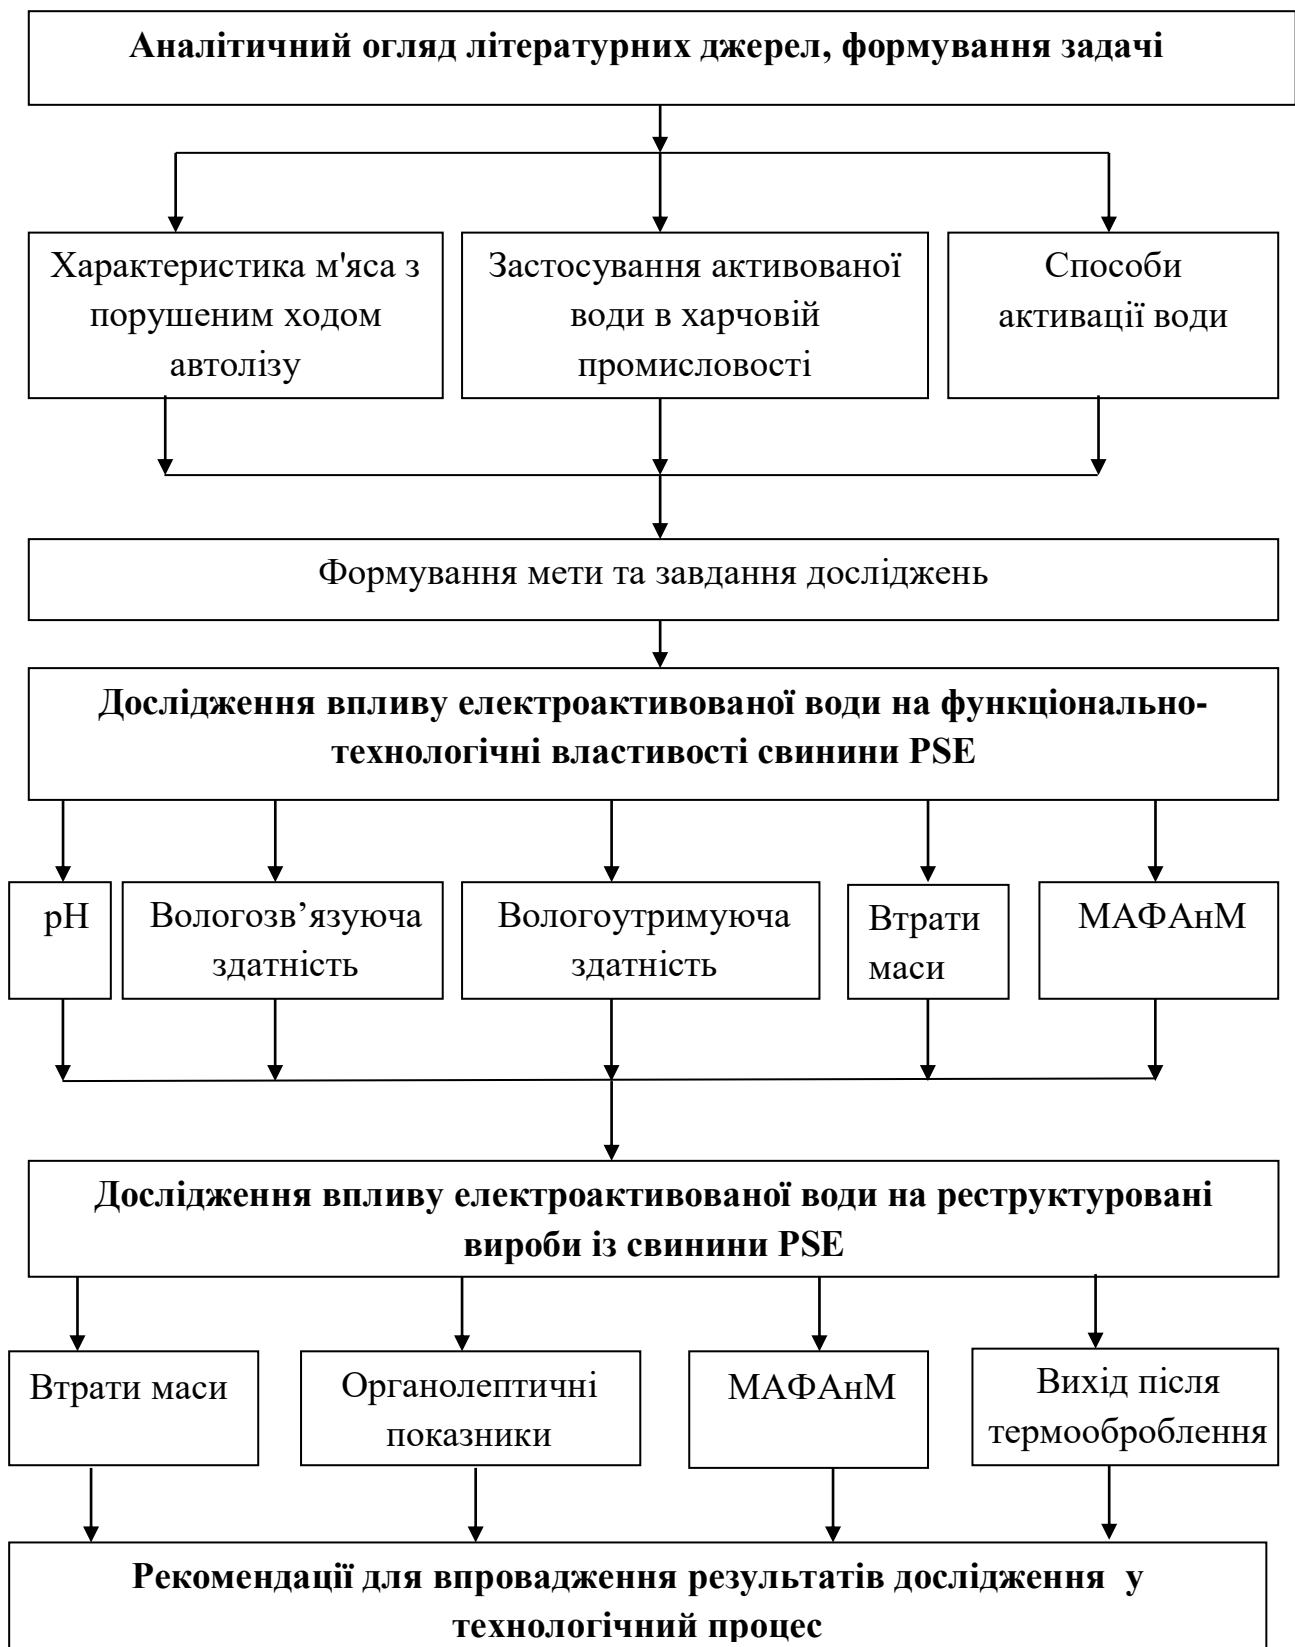 Аналітичний огляд літературних джерел, формування задачі
Характеристика м'яса з
порушеним ходом
автолізу
Застосування активованої
води в харчовій
промисловості
Способи
активації води
Формування мети та завдання досліджень
Дослідження впливу електроактивованої води на функціонально-
технологічні властивості свинини PSE
рН
Вологозв’язуюча
здатність
Вологоутримуюча
здатність
Втрати
маси
МАФАнМ
Дослідження впливу електроактивованої води на реструктуровані
вироби із свинини PSE
Втрати маси
Органолептичні
показники
МАФАнМ
Вихід після
термооброблення
Рекомендації для впровадження результатів дослідження у
технологічний процес